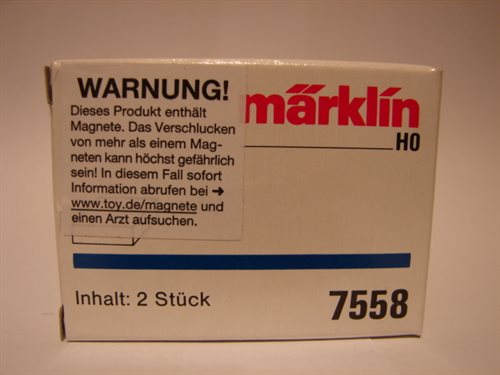 WARNUNG!
Dieses Produkt enthält
Magnete. Das Verschlucken
von mehr als einem Mag-
neten kann höchst gefährlich
sein! In diesem Fall sofort
Information abrufen bei ➔
www.toy.de/magnete und
einen Arzt aufsuchen.
märklin
H0
Inhalt: 2 Stück
7558